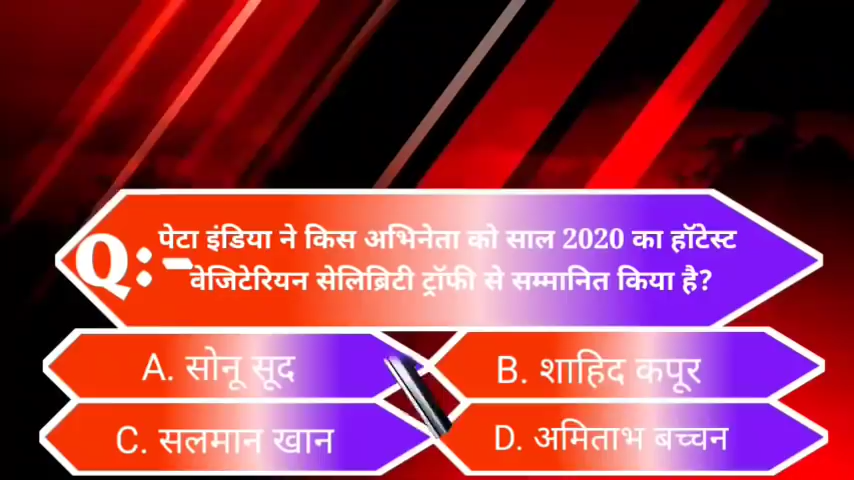 Q:- पेटा इंडिया ने किस अभिनेता को साल 2020 का हॉटेस्ट
वेजिटेरियन सेलिब्रिटी ट्रॉफी से सम्मानित किया है?
A. सोनू सूद
B. शाहिद कपूर
C. सलमान खान
D. अमिताभ बच्चन